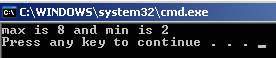 C:\WINDOWS\system32\cmd.exe
max is 8 and min is 2
Press any key to continue . . . _